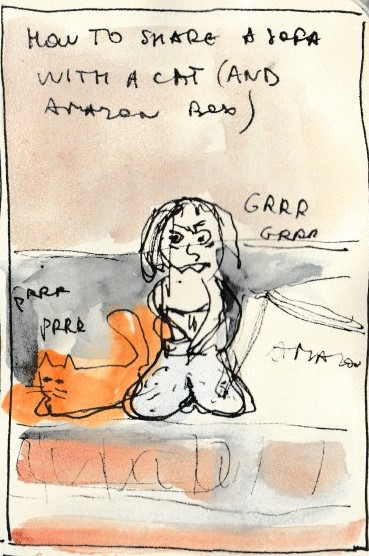 HOW TO SHARE A SOFA
WITH A CAT (AND
AMAZON BOX)
GRRR
GRRR
PRRR
PRRR
AMAZON